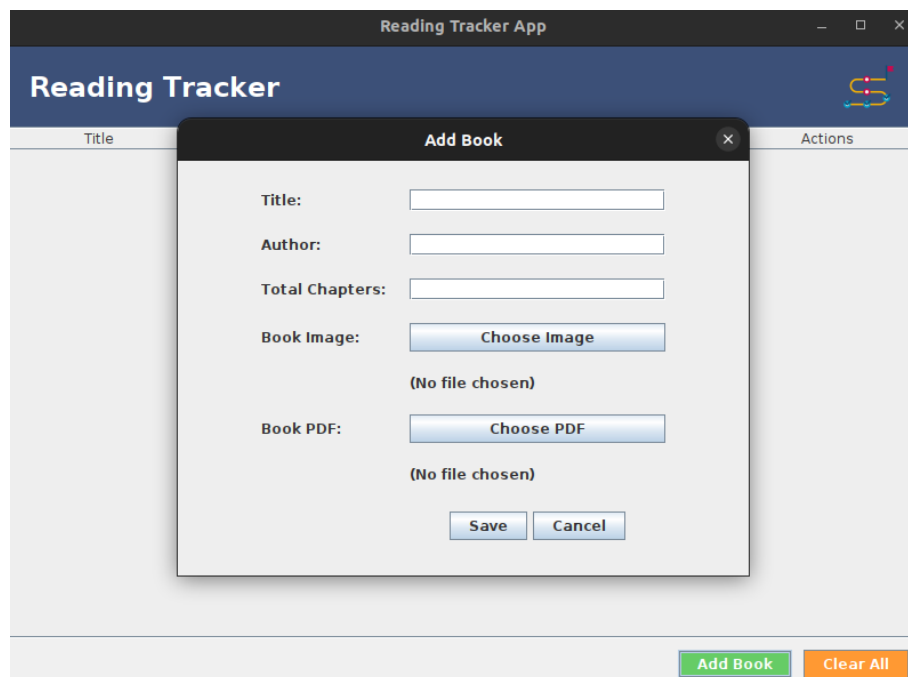 Reading Tracker App
Reading Tracker
Title Actions
Add Book
Title:
Author:
Total Chapters:
Book Image: Choose Image
(No file chosen)
Book PDF: Choose PDF
(No file chosen)
Save Cancel
Add Book Clear All